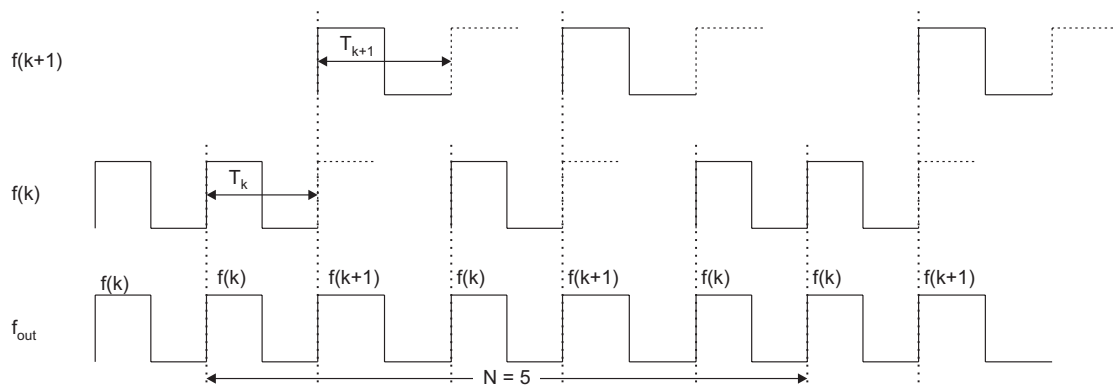 f(k+1)
T_{k+1}
f(k)
T_k
f(k) f(k) f(k+1) f(k) f(k+1) f(k) f(k) f(k+1)
f_{out}
N = 5